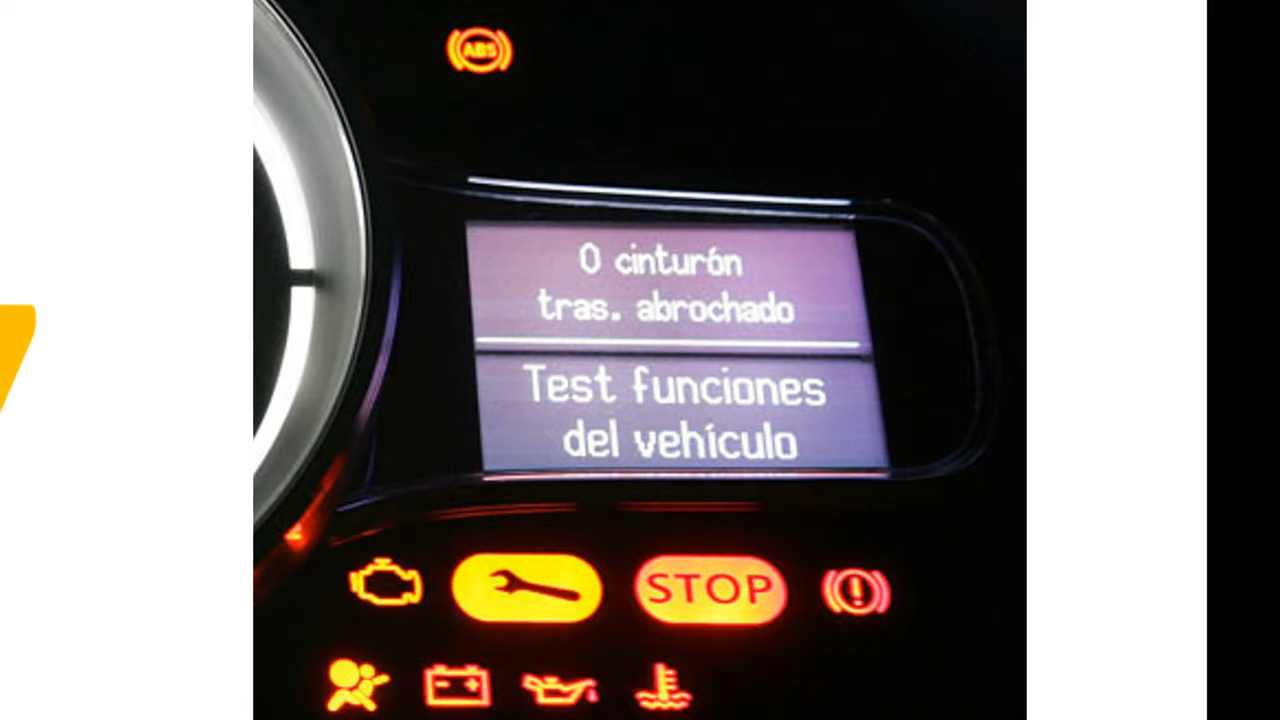 ABS
0 cinturón
tras. abrochado
Test funciones
del vehículo
STOP